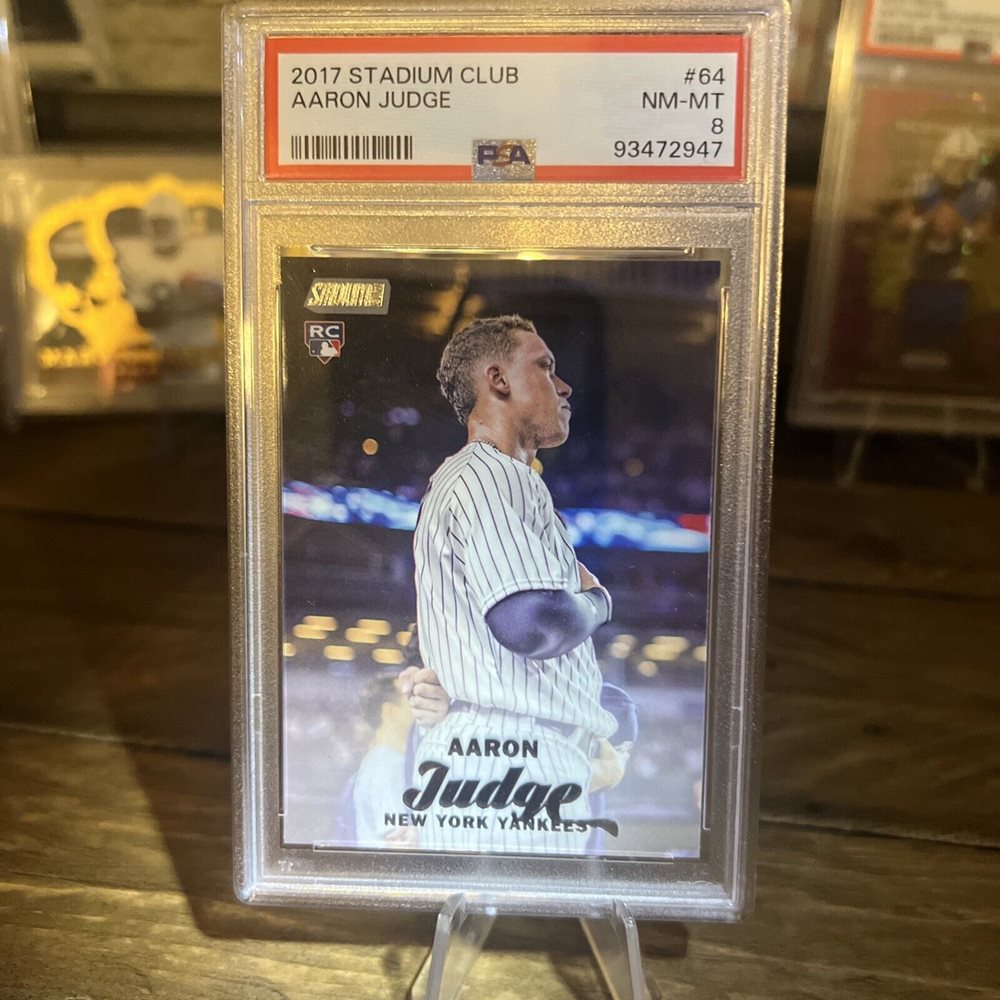 2017 STADIUM CLUB #64
AARON JUDGE NM-MT
8
93472947
PSA
STADIUM
RC
AARON
Judge
NEW YORK YANKEES